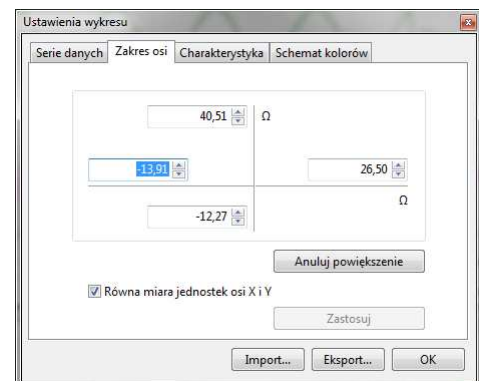 Ustawienia wykresu
Serie danych Zakres osi Charakterystyka Schemat kolorów
40,51 Ω
-13,91 26,50
Ω
-12,27
Anuluj powiększenie
Równa miara jednostek osi X i Y
Zastosuj
Import... Eksport... OK